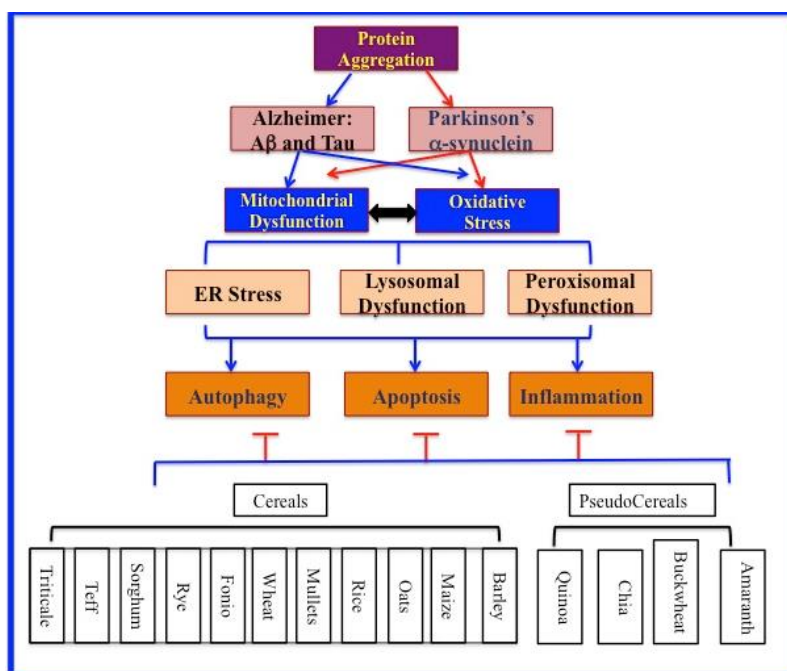 Protein
Aggregation
Alzheimer:
Aβ and Tau
Parkinson's
α-synuclein
Mitochondrial
Dysfunction
Oxidative
Stress
ER Stress
Lysosomal
Dysfunction
Peroxisomal
Dysfunction
Autophagy
Apoptosis
Inflammation
Cereals
PseudoCereals
Triticale
Teff
Sorghum
Rye
Fonio
Wheat
Mullets
Rice
Oats
Maize
Barley
Quinoa
Chia
Buckwheat
Amaranth